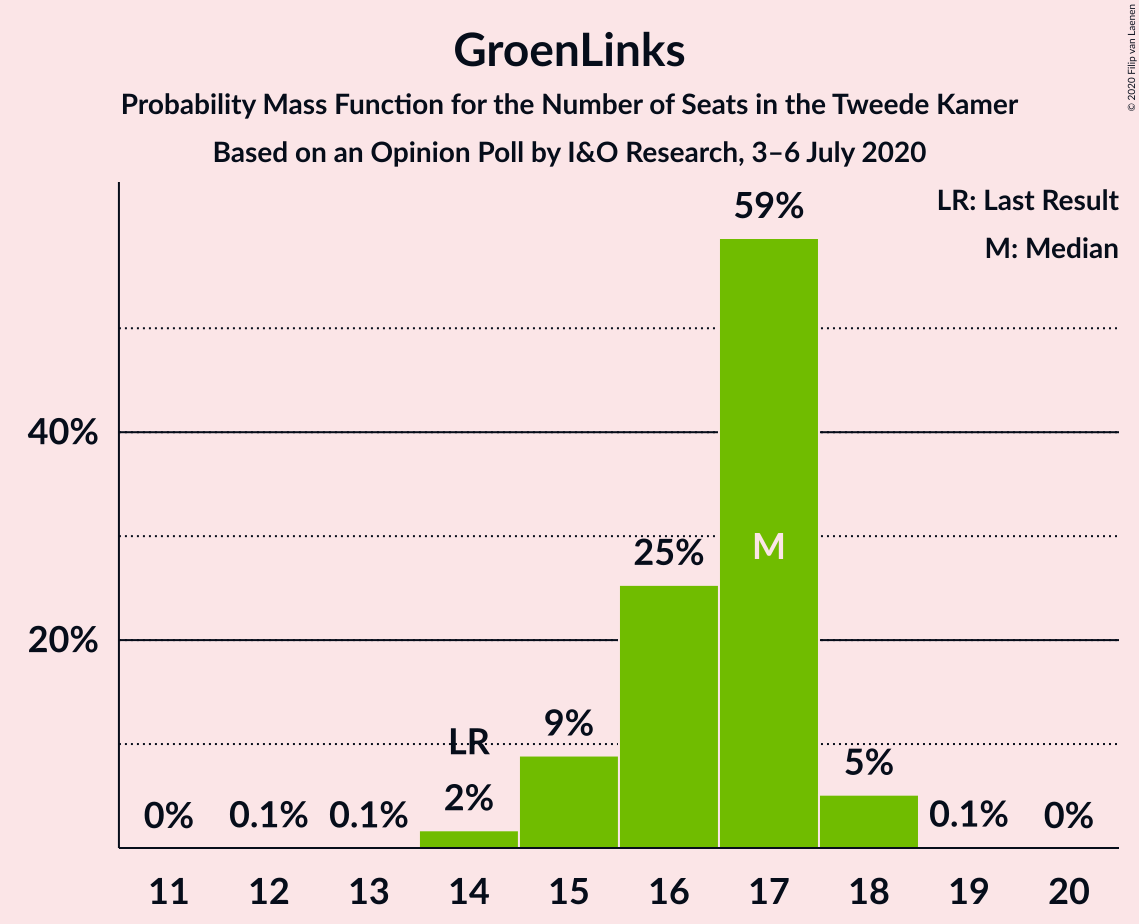 GroenLinks
Probability Mass Function for the Number of Seats in the Tweede Kamer
Based on an Opinion Poll by I&O Research, 3–6 July 2020
© 2020 Filip van Laenen
LR: Last Result
M: Median
59%
40%
25%
M
20%
9%
LR
5%
2%
0% 0.1% 0.1% 0.1% 0%
11 12 13 14 15 16 17 18 19 20